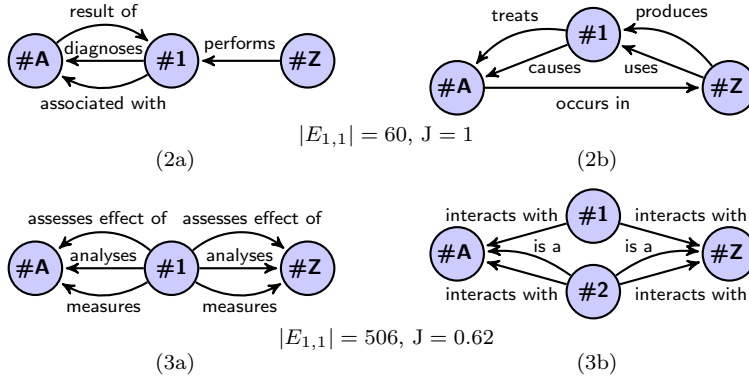 result of
#A diagnoses #1 performs #Z
associated with
treats #1 produces
#A causes uses #Z
occurs in
|E1,1| = 60, J = 1
(2a) (2b)
assesses effect of assesses effect of
#A analyses #1 analyses #Z
measures measures
interacts with #1 interacts with
#A is a is a #Z
interacts with #2 interacts with
|E1,1| = 506, J = 0.62
(3a) (3b)